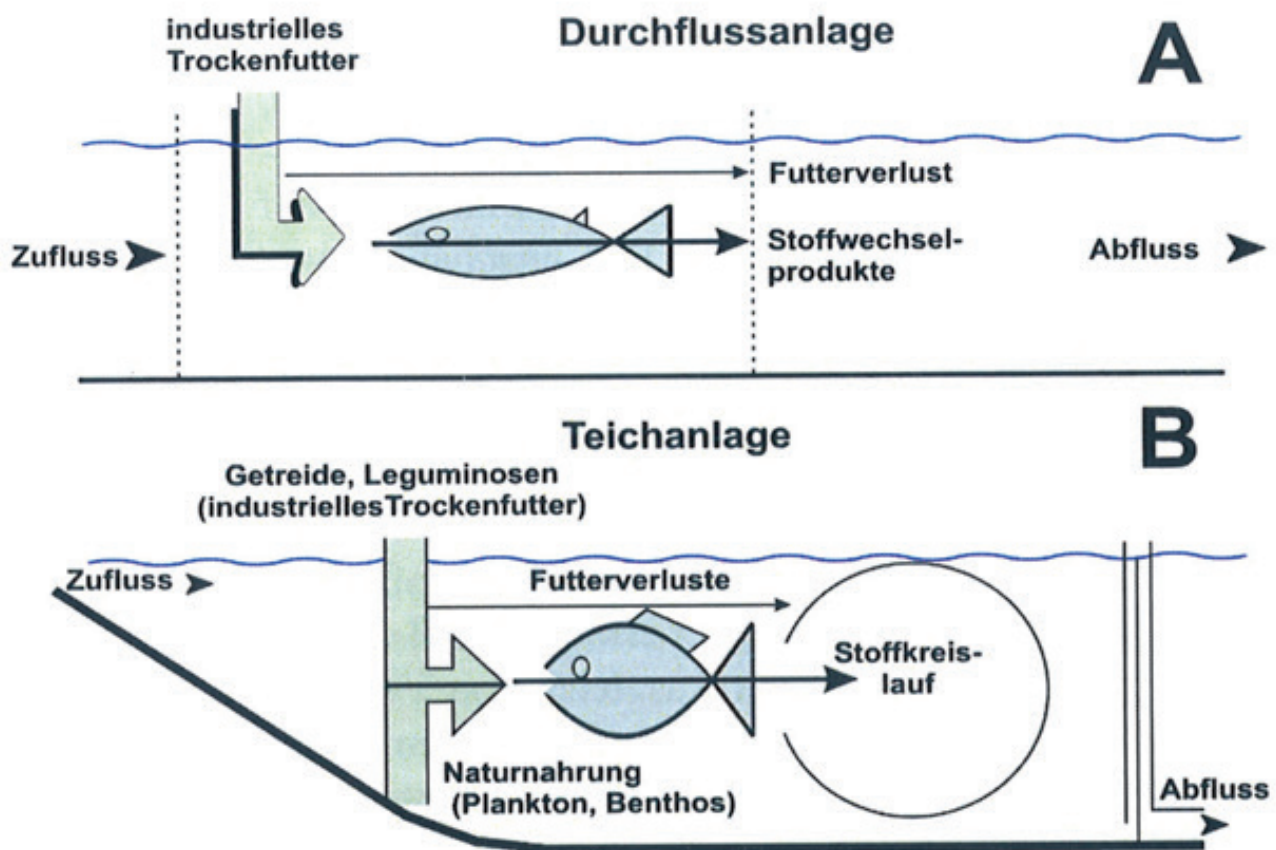 industrielles
Trockenfutter
Durchflussanlage
A
Futterverlust
Zufluss
Stoffwechsel-
produkte
Abfluss
Teichanlage
B
Getreide, Leguminosen
(industriellesTrockenfutter)
Zufluss
Futterverluste
Stoffkreis-
lauf
Naturnahrung
(Plankton, Benthos)
Abfluss